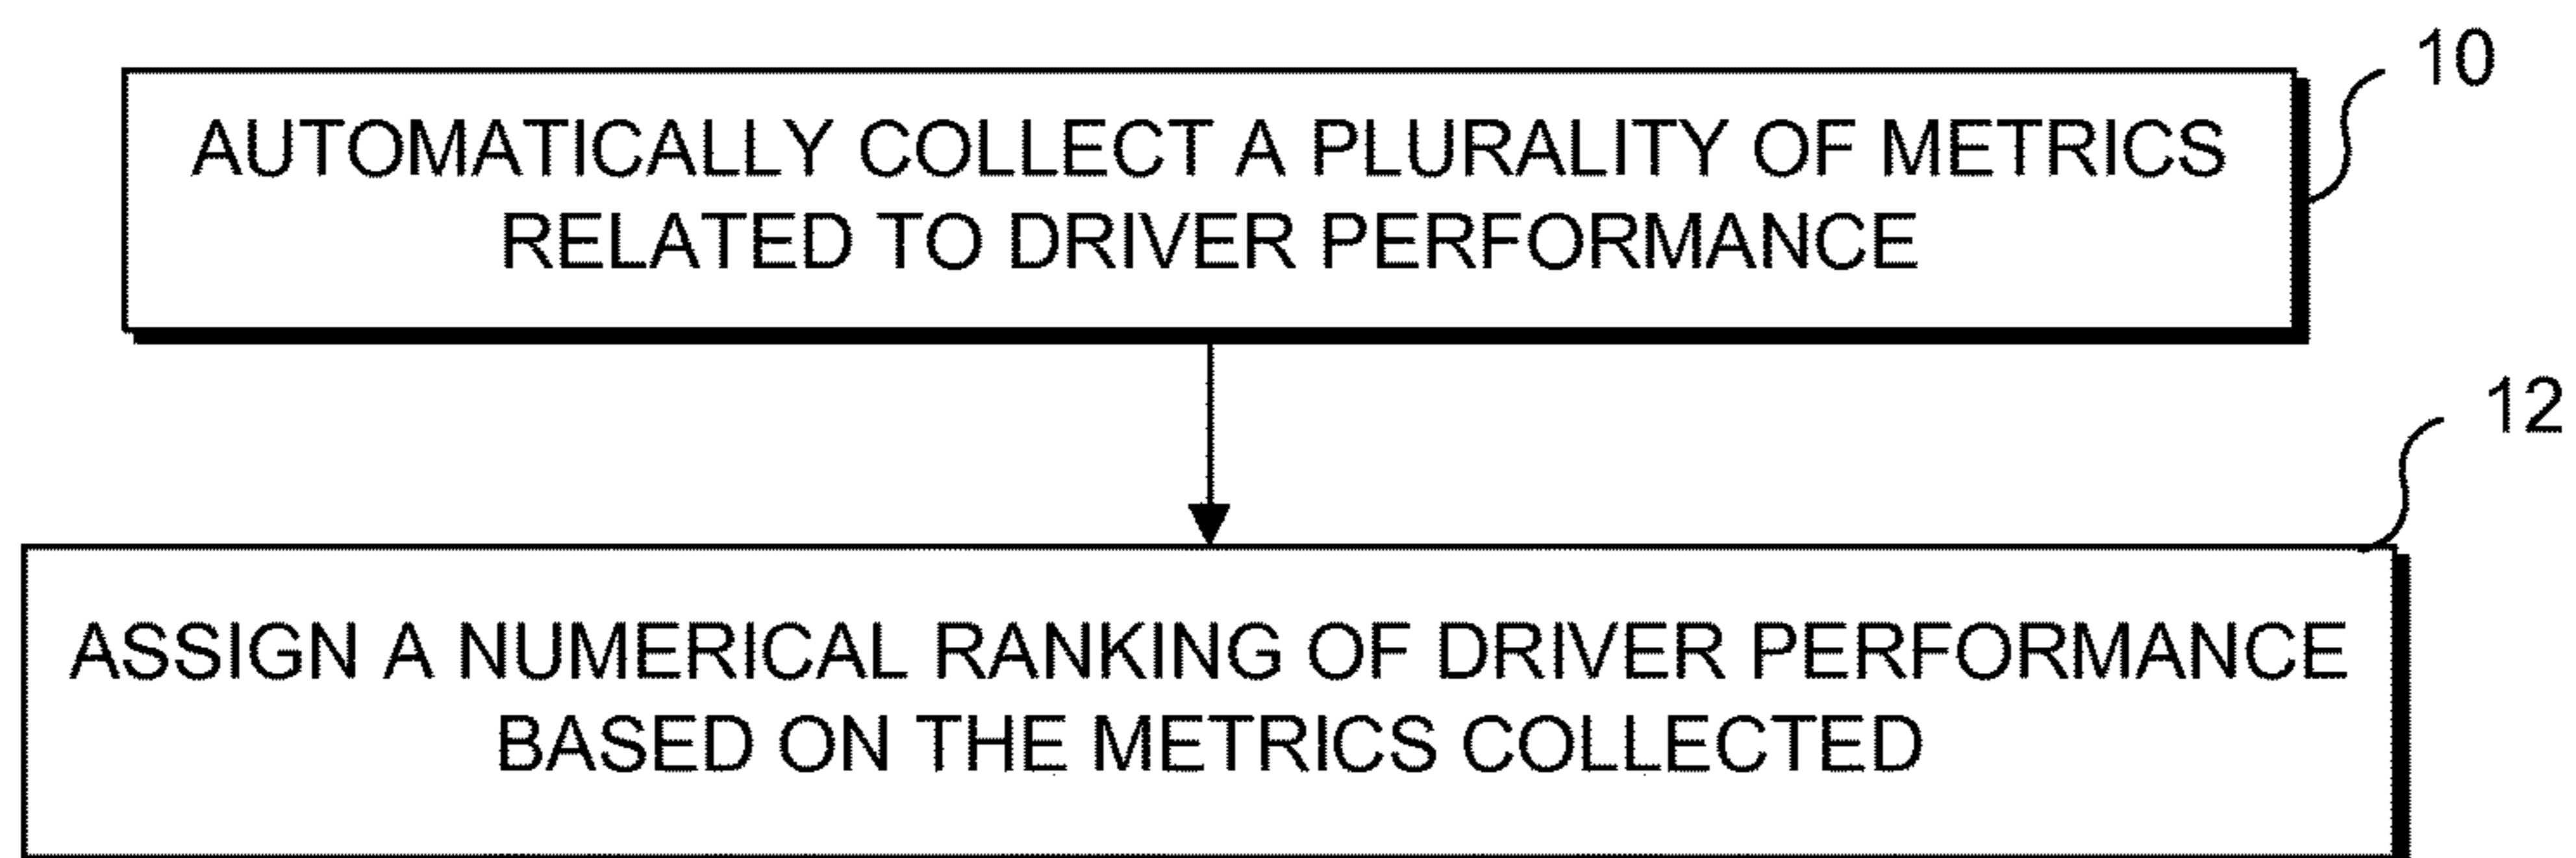 10
AUTOMATICALLY COLLECT A PLURALITY OF METRICS
RELATED TO DRIVER PERFORMANCE
12
ASSIGN A NUMERICAL RANKING OF DRIVER PERFORMANCE
BASED ON THE METRICS COLLECTED